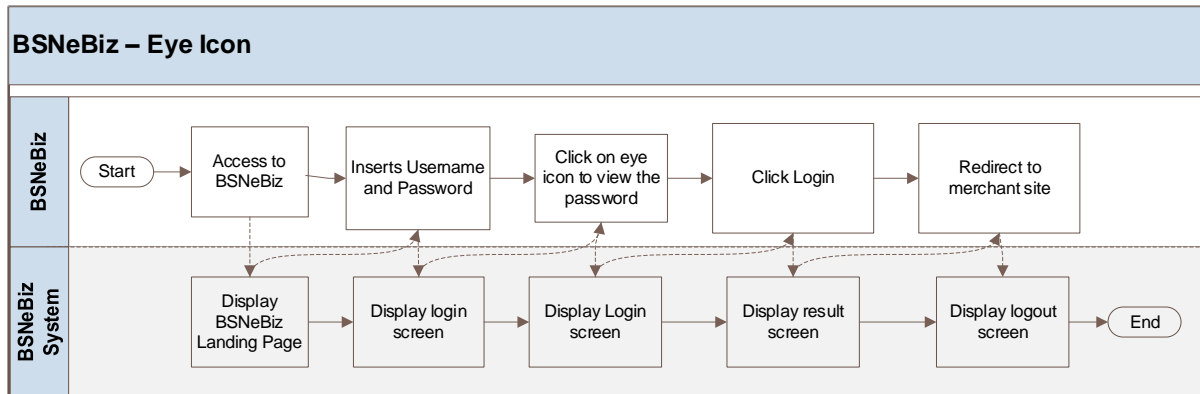 BSNeBiz – Eye Icon
BSNeBiz
Start
Access to
BSNeBiz
Inserts Username
and Password
Click on eye
icon to view the
password
Click Login
Redirect to
merchant site
BSNeBiz
System
Display
BSNeBiz
Landing Page
Display login
screen
Display Login
screen
Display result
screen
Display logout
screen
End